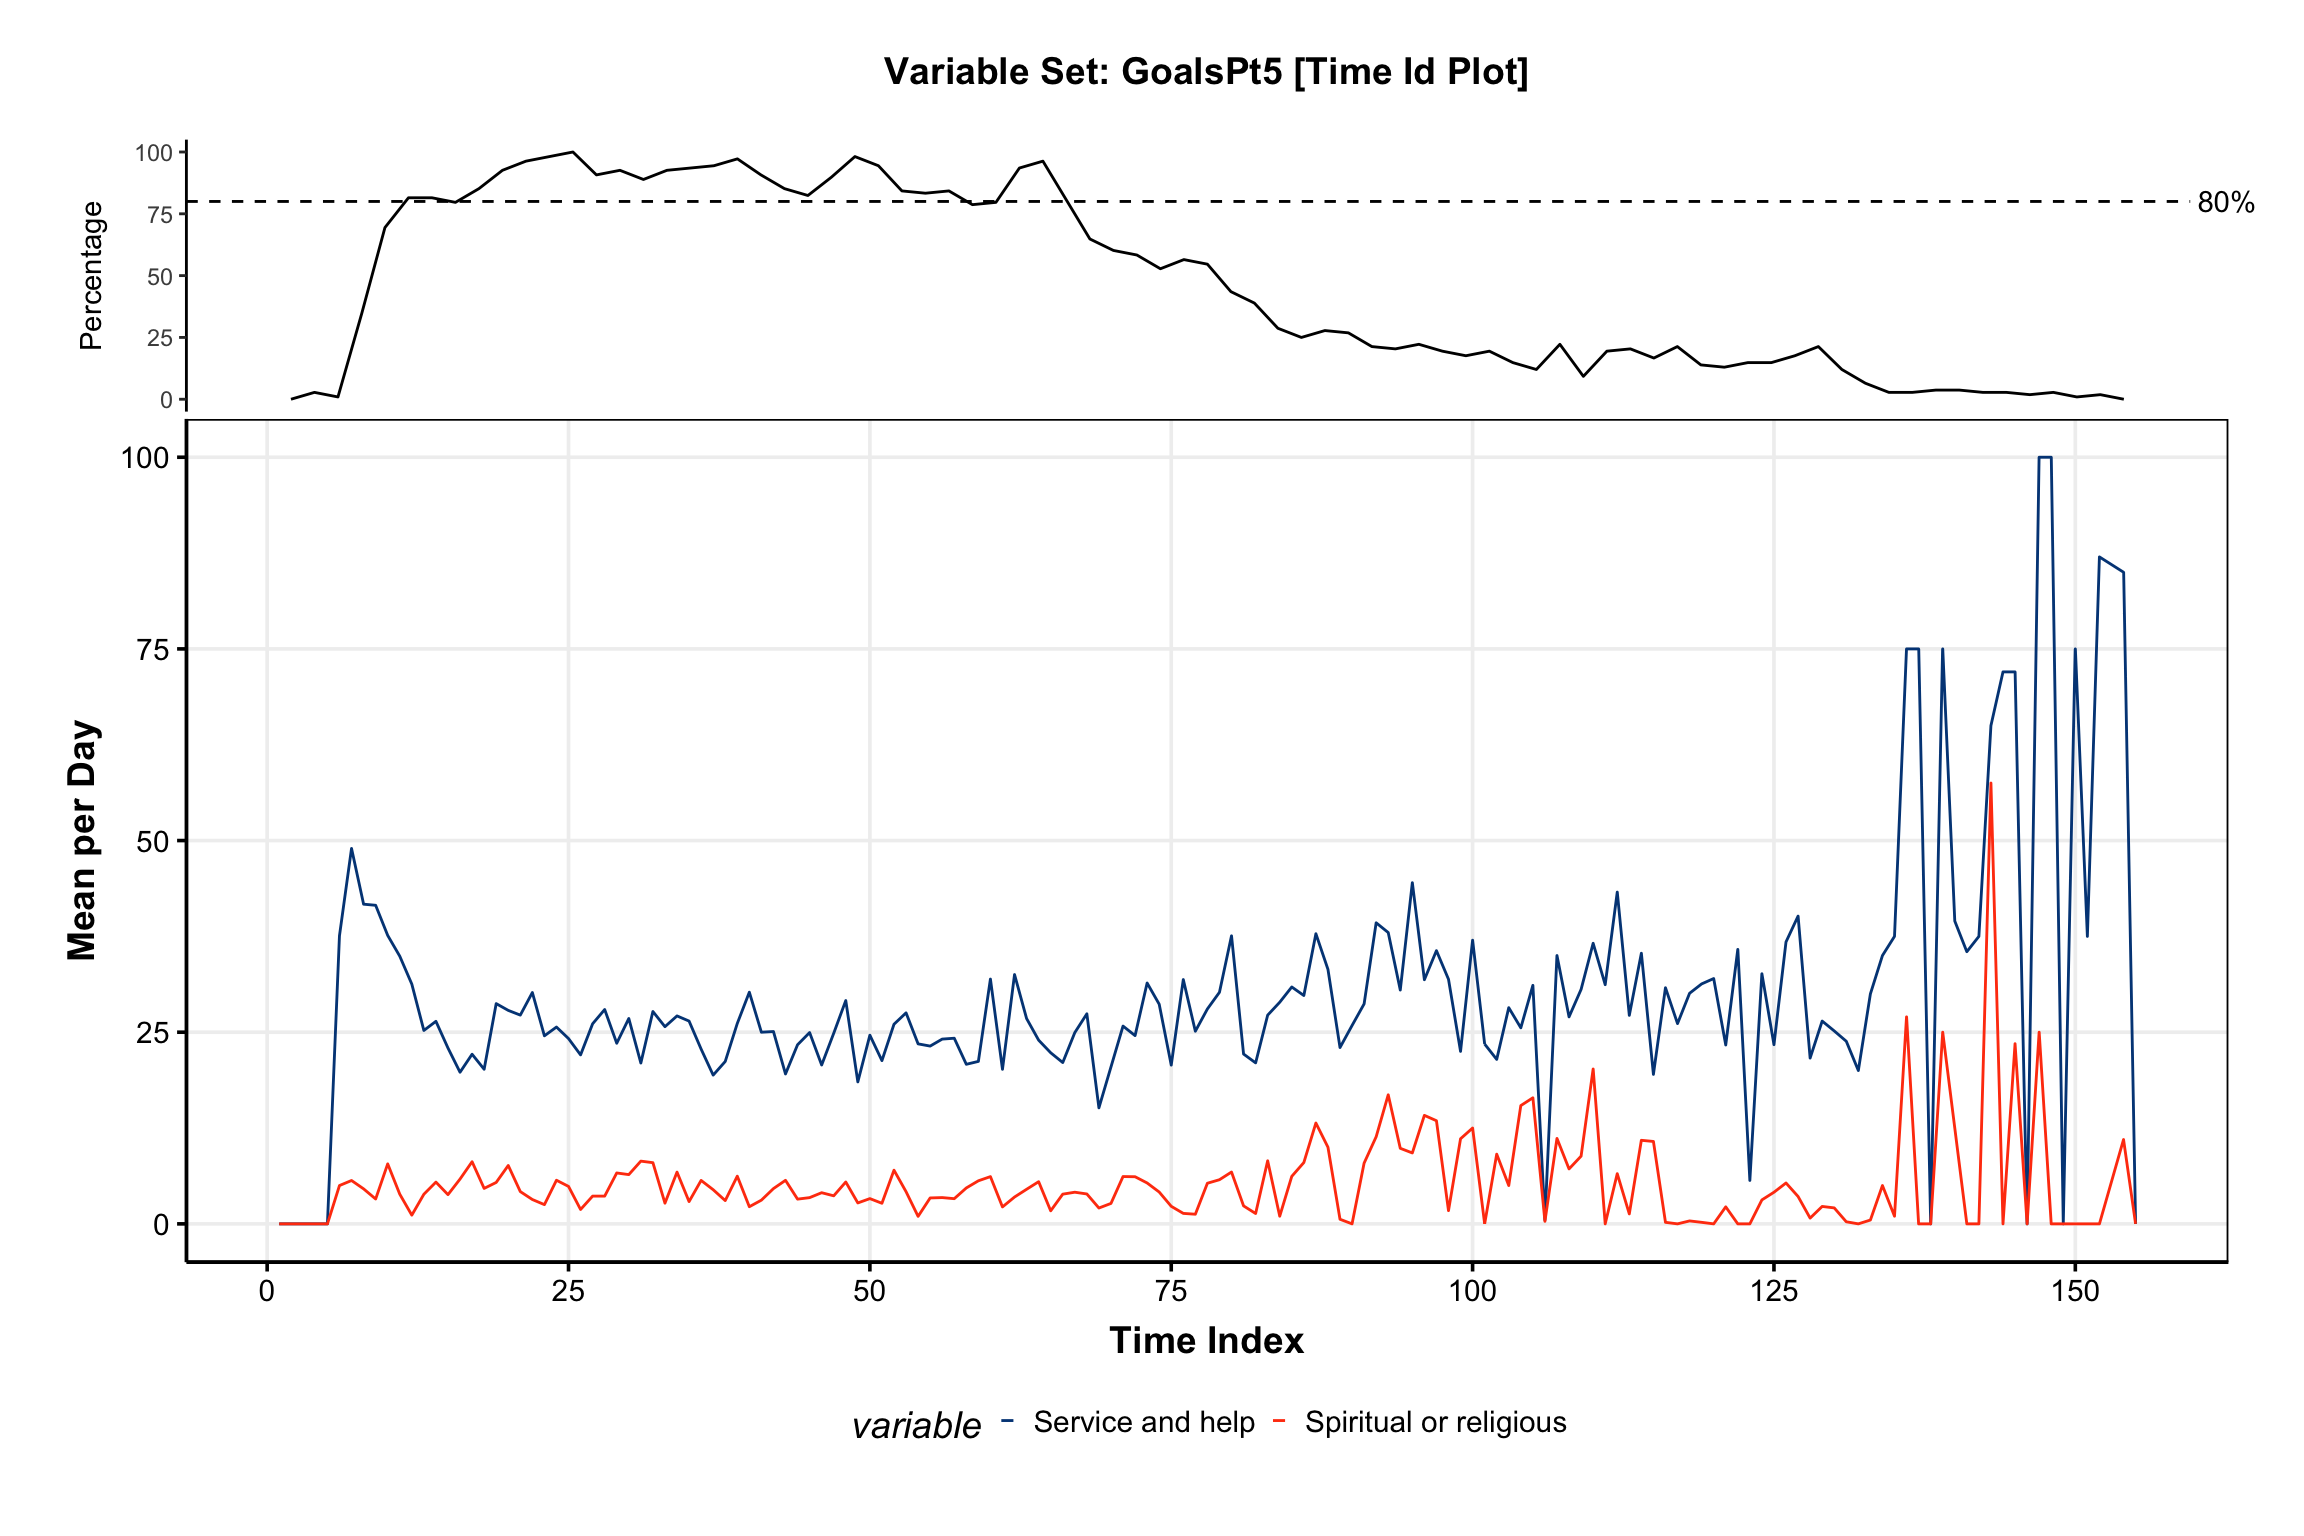 Variable Set: GoalsPt5 [Time Id Plot]
Percentage
100
75
50
25
0
80%
Mean per Day
100
75
50
25
0
0 25 50 75 100 125 150
Time Index
variable Service and help Spiritual or religious